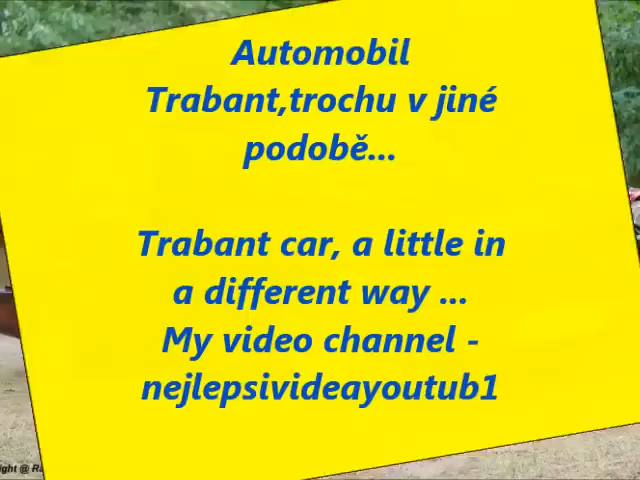 Automobil
Trabant,trochu v jiné
podobě...
Trabant car, a little in
a different way ...
My video channel -
nejlepsivideayoutub1